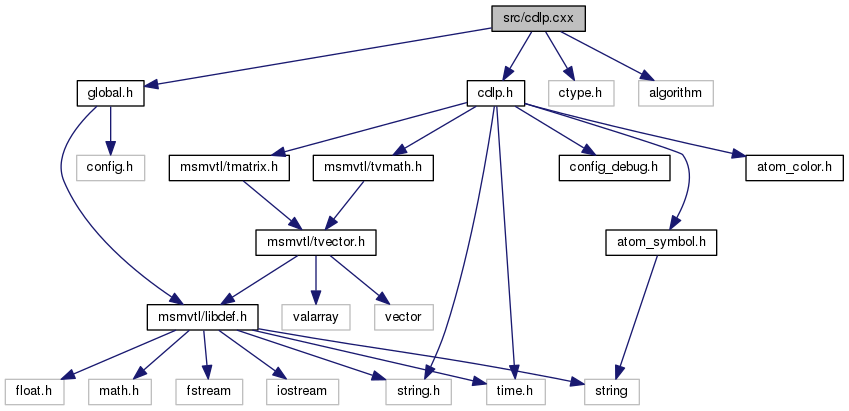 src/cdlp.cxx
global.h
cdlp.h
ctype.h
algorithm
config.h
msmvtl/tmatrix.h
msmvtl/tvmath.h
config_debug.h
atom_color.h
msmvtl/tvector.h
atom_symbol.h
msmvtl/libdef.h
valarray
vector
float.h
math.h
fstream
iostream
string.h
time.h
string